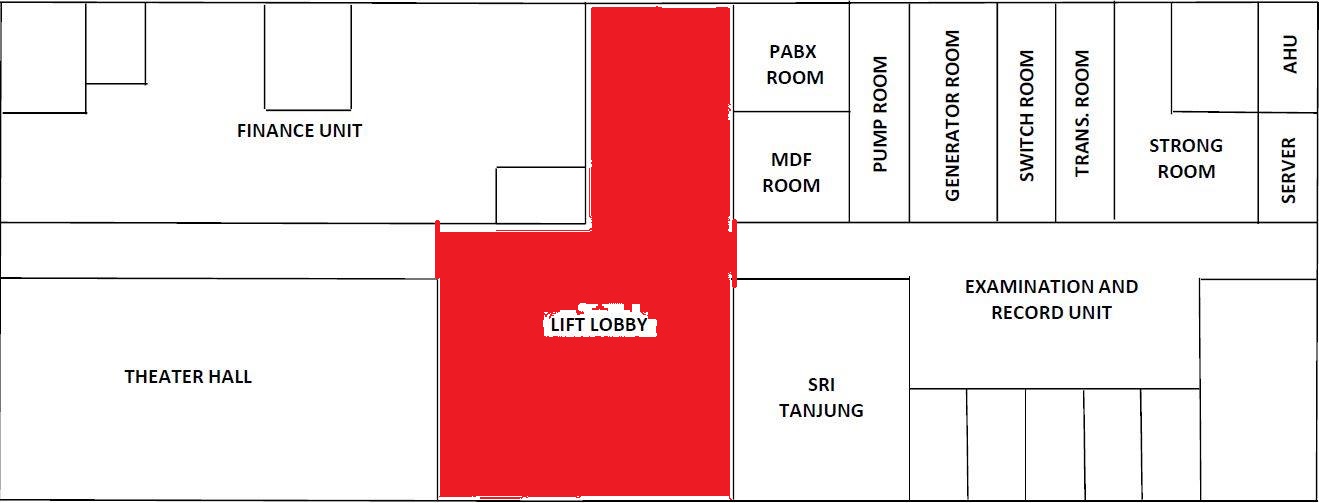 FINANCE UNIT
THEATER HALL
LIFT LOBBY
PABX
ROOM
MDF
ROOM
PUMP ROOM
GENERATOR ROOM
SWITCH ROOM
TRANS. ROOM
STRONG
ROOM
AHU
SERVER
SRI
TANJUNG
EXAMINATION AND
RECORD UNIT